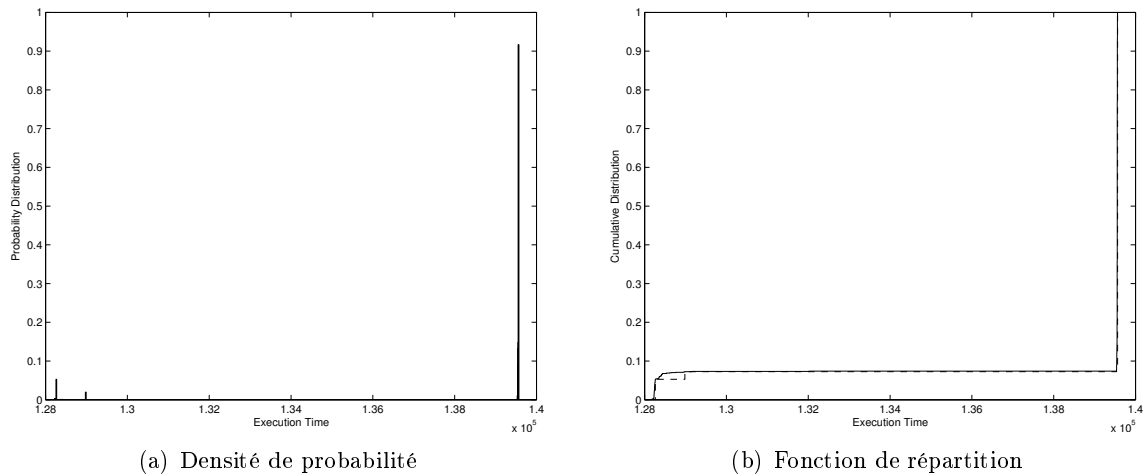 1
0.9
0.8
0.7
0.6
0.5
0.4
0.3
0.2
0.1
0
Probability Distribution
1.28 1.3 1.32 1.34 1.36 1.38 1.4
Execution Time
x 10^5
(a) Densité de probabilité
1
0.9
0.8
0.7
0.6
0.5
0.4
0.3
0.2
0.1
0
Cumulative Distribution
1.28 1.3 1.32 1.34 1.36 1.38 1.4
Execution Time
x 10^5
(b) Fonction de répartition